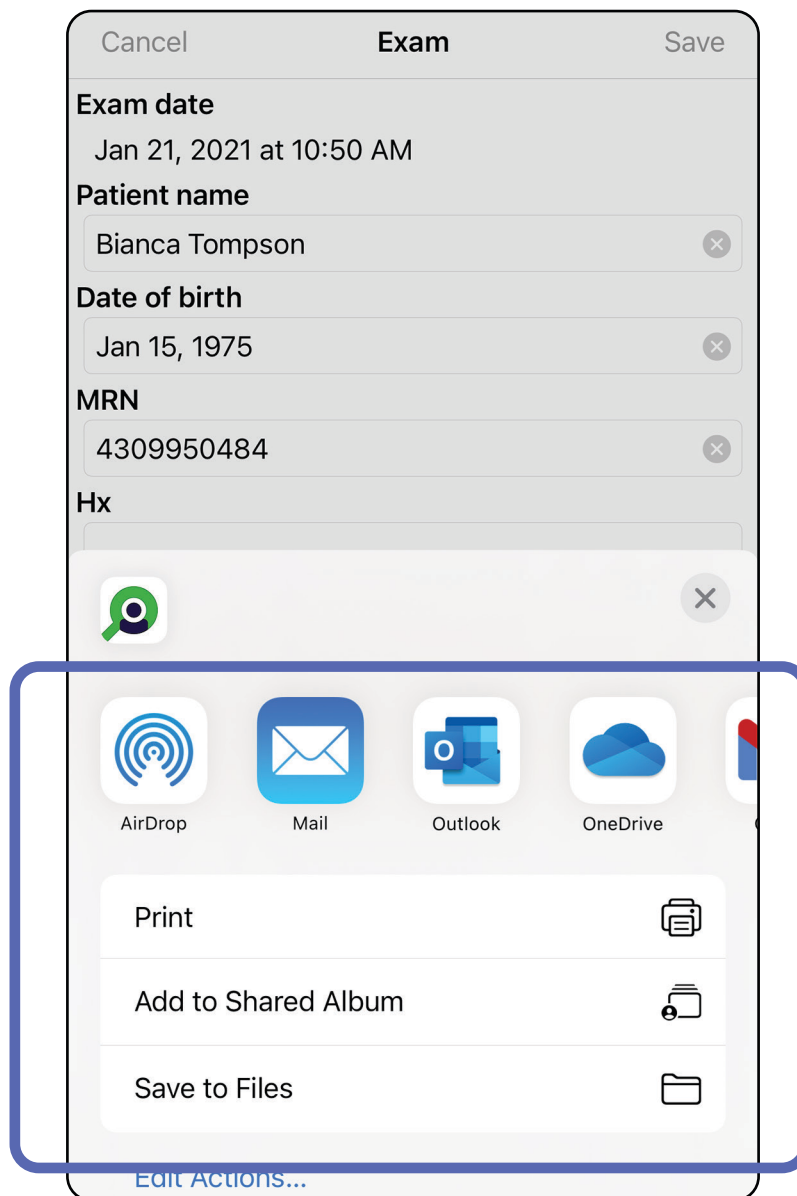 Cancel Exam Save
Exam date
Jan 21, 2021 at 10:50 AM
Patient name
Bianca Tompson
Date of birth
Jan 15, 1975
MRN
4309950484
Hx
AirDrop Mail Outlook OneDrive
Print
Add to Shared Album
Save to Files
Edit Actions...